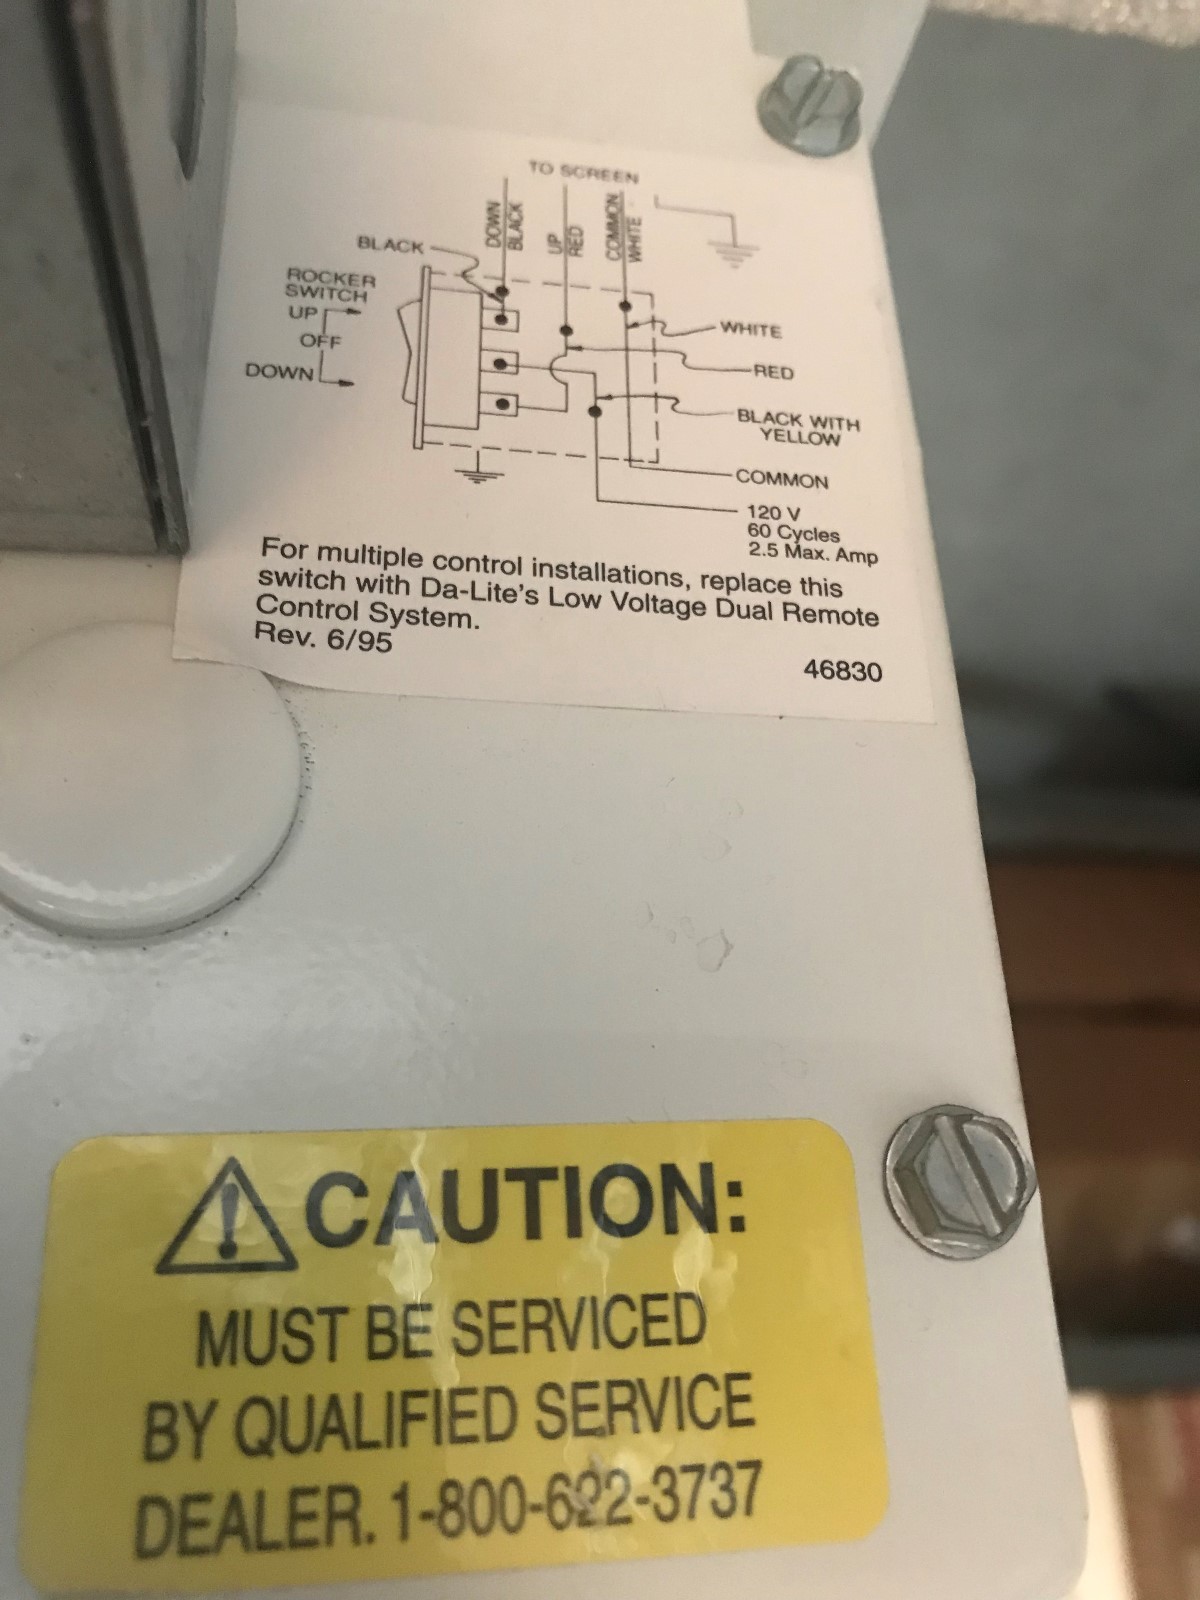 TO SCREEN
DOWN
BLACK
UP
RED
COMMON
WHITE
BLACK
ROCKER
SWITCH
UP
OFF
DOWN
WHITE
RED
BLACK WITH
YELLOW
COMMON
120 V
60 Cycles
2.5 Max. Amp
For multiple control installations, replace this
switch with Da-Lite's Low Voltage Dual Remote
Control System.
Rev. 6/95
46830
CAUTION:
MUST BE SERVICED
BY QUALIFIED SERVICE
DEALER. 1-800-622-3737